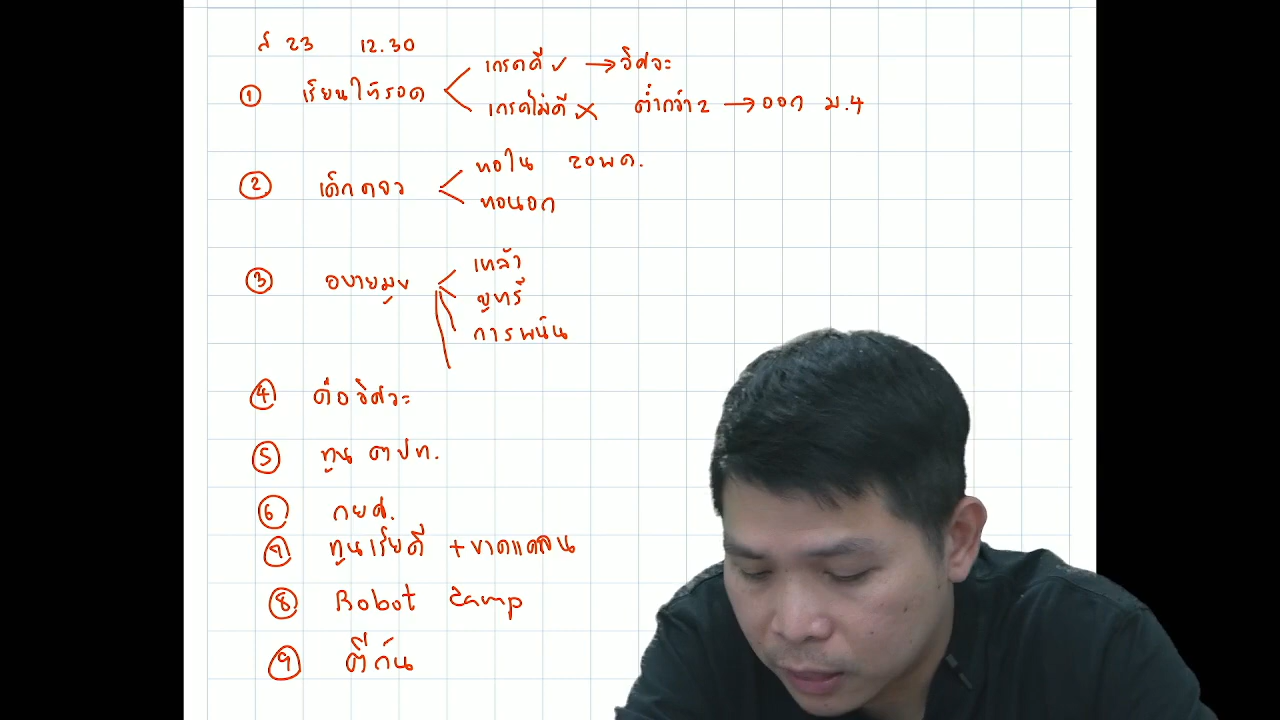 ส 23 12.30
① เรียนให้รอด
เกรดดี ✓ → วิศวะ
เกรดไม่ดี ✗ ต่ำกว่า 2 → ออก ม.4
② เด็ก ตจว
หอใน 20 พค.
หอนอก
③ อบายมุข
เหล้า
บุหรี่
การพนัน
④ ต่อ วิศวะ
⑤ ทุน ตปท.
⑥ กยศ.
⑦ ทุนเรียดี + ขาดแคลน
⑧ Robot Camp
⑨ ตีกัน